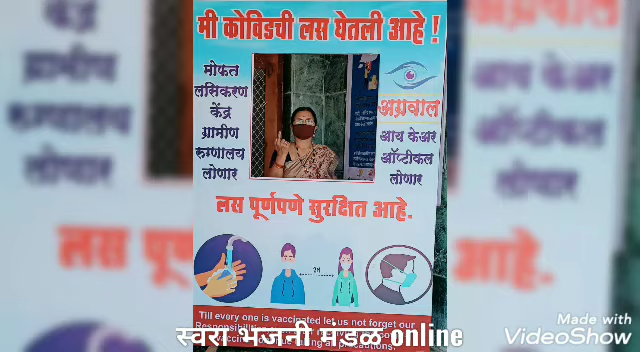 मी कोविडची लस घेतली आहे !
मोफत
लसिकरण
केंद्र
ग्रामीण
रुग्णालय
लोणार
अग्रवाल
आय केअर
ऑप्टीकल
लोणार
लस पूर्णपणे सुरक्षित आहे.
Till every one is vaccinated let us not forget our
स्वरा भजनी मंडळ online
Made with
VideoShow